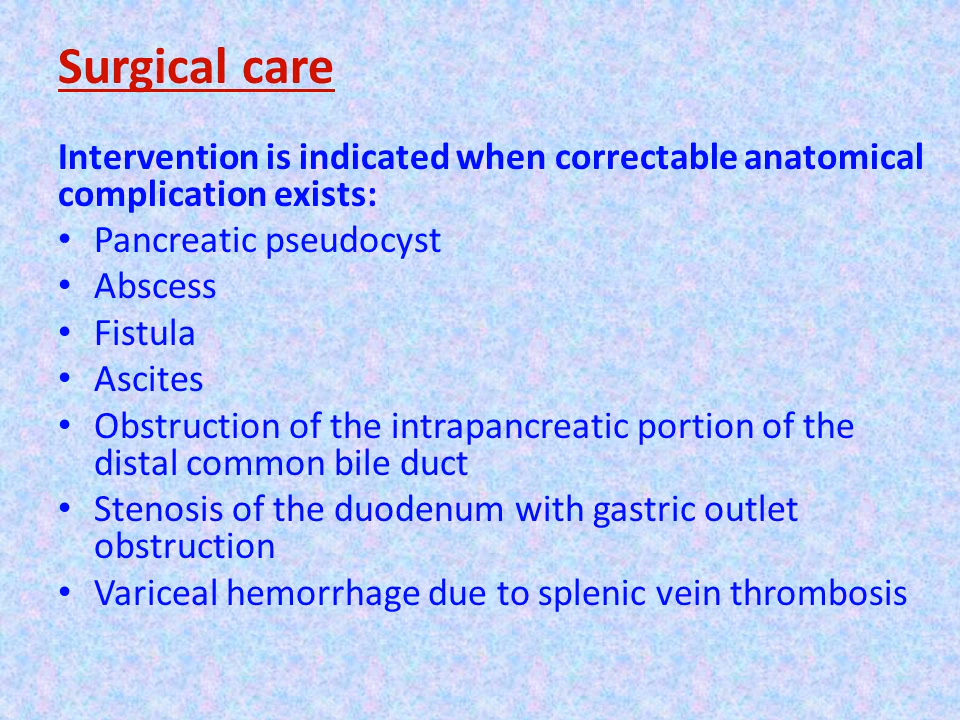 Surgical care
Intervention is indicated when correctable anatomical
complication exists:
• Pancreatic pseudocyst
• Abscess
• Fistula
• Ascites
• Obstruction of the intrapancreatic portion of the
distal common bile duct
• Stenosis of the duodenum with gastric outlet
obstruction
• Variceal hemorrhage due to splenic vein thrombosis